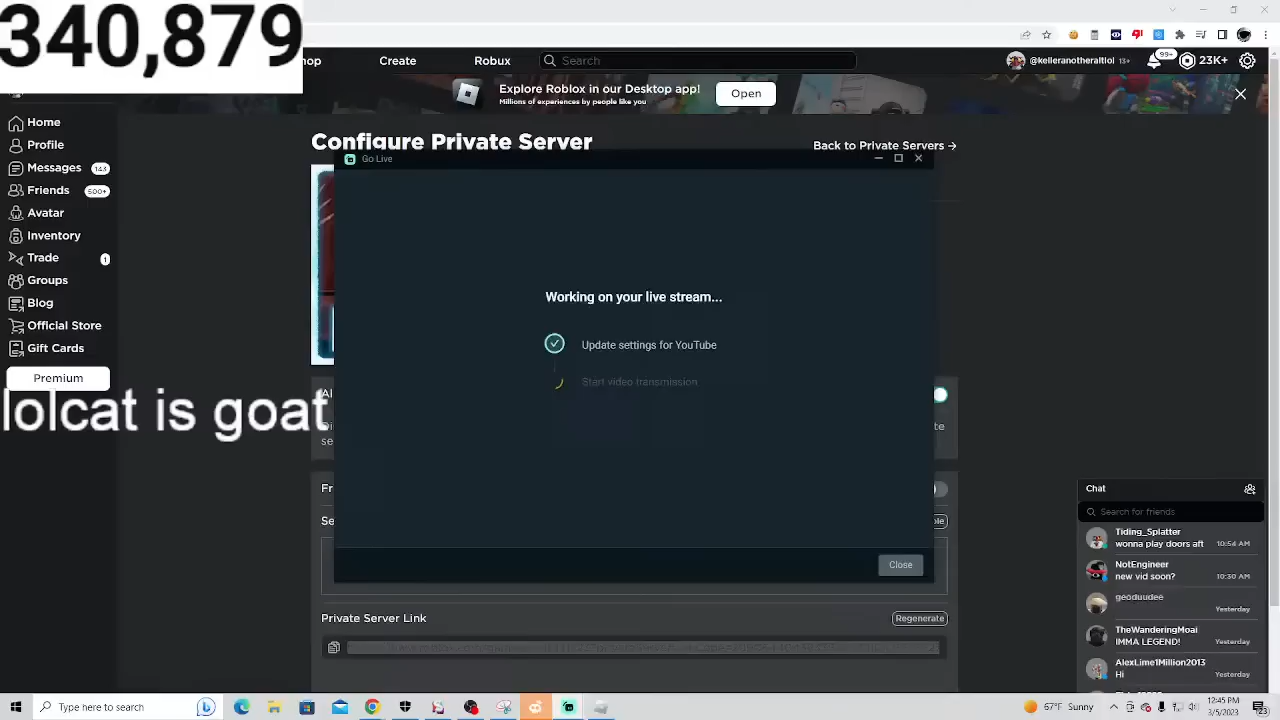 340,879
Create
Robux
Search
@kelleranotheraltlol 13+
99+
23K+
Explore Roblox in our Desktop app!
Millions of experiences by people like you
Open
Home
Profile
Messages 143
Friends 500+
Avatar
Inventory
Trade 1
Groups
Blog
Official Store
Gift Cards
Premium
lolcat is goat
Configure Private Server
Back to Private Servers →
Go Live
Working on your live stream...
Update settings for YouTube
Start video transmission
Close
Private Server Link
Regenerate
Chat
Search for friends
Tiding_Splatter
wonna play doors aft 10:54 AM
NotEngineer
new vid soon? 10:30 AM
geoduudee
Yesterday
TheWanderingMoai
IMMA LEGEND! Yesterday
AlexLime1Million2013
Hi Yesterday
Type here to search
57°F Sunny
12:45 PM
3/5/2023
23